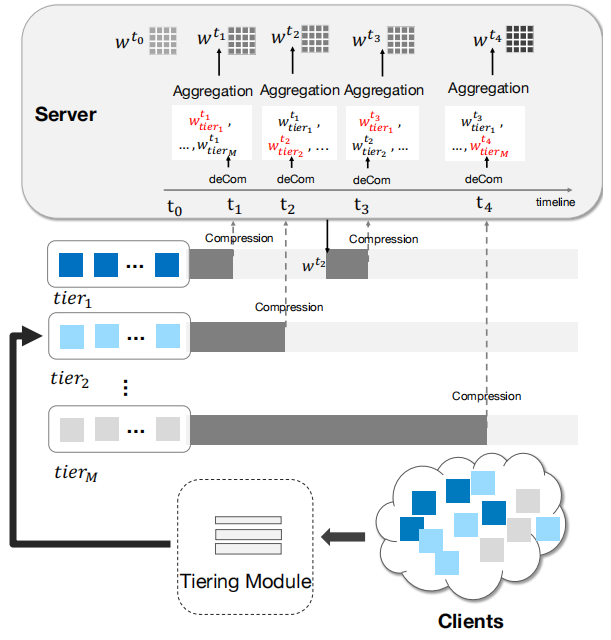 w^{t_0} w^{t_1} w^{t_2} w^{t_3} w^{t_4}
Aggregation Aggregation Aggregation Aggregation
Server
w^{t_1}_{tier_1} , w^{t_1}_{tier_1} , w^{t_3}_{tier_1} , w^{t_3}_{tier_1} ,
..., w^{t_1}_{tier_M} w^{t_2}_{tier_2} , ... w^{t_2}_{tier_2} , ... ..., w^{t_4}_{tier_M}
deCom deCom deCom deCom
t_0 t_1 t_2 t_3 t_4 timeline
Compression Compression
... w^{t_2}
tier_1
Compression
...
tier_2
⋮
Compression
...
tier_M
Tiering Module
Clients